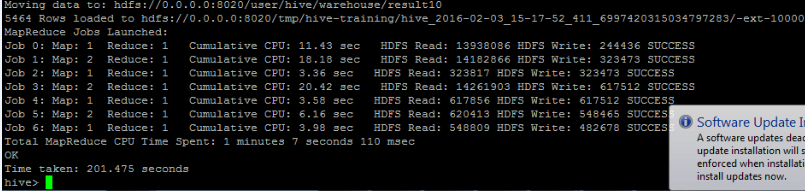 Moving data to: hdfs://0.0.0.0:8020/user/hive/warehouse/result10
5464 Rows loaded to hdfs://0.0.0.0:8020/tmp/hive-training/hive_2016-02-03_15-17-52_411_6997420315034797283/-ext-10000
MapReduce Jobs Launched:
Job 0: Map: 1  Reduce: 1   Cumulative CPU: 11.43 sec   HDFS Read: 13938086 HDFS Write: 244436 SUCCESS
Job 1: Map: 2  Reduce: 1   Cumulative CPU: 18.18 sec   HDFS Read: 14182866 HDFS Write: 323473 SUCCESS
Job 2: Map: 1  Reduce: 1   Cumulative CPU: 3.36 sec   HDFS Read: 323817 HDFS Write: 323473 SUCCESS
Job 3: Map: 2  Reduce: 1   Cumulative CPU: 20.42 sec   HDFS Read: 14261903 HDFS Write: 617512 SUCCESS
Job 4: Map: 1  Reduce: 1   Cumulative CPU: 3.58 sec   HDFS Read: 617856 HDFS Write: 617512 SUCCESS
Job 5: Map: 2  Reduce: 1   Cumulative CPU: 6.16 sec   HDFS Read: 620413 HDFS Write: 548465 SUCCESS
Job 6: Map: 1  Reduce: 1   Cumulative CPU: 3.98 sec   HDFS Read: 548809 HDFS Write: 482678 SUCCESS
Total MapReduce CPU Time Spent: 1 minutes 7 seconds 110 msec
OK
Time taken: 201.475 seconds
hive>
Software Update I
A software updates dead
update installation will s
enforced when installati
install updates now.